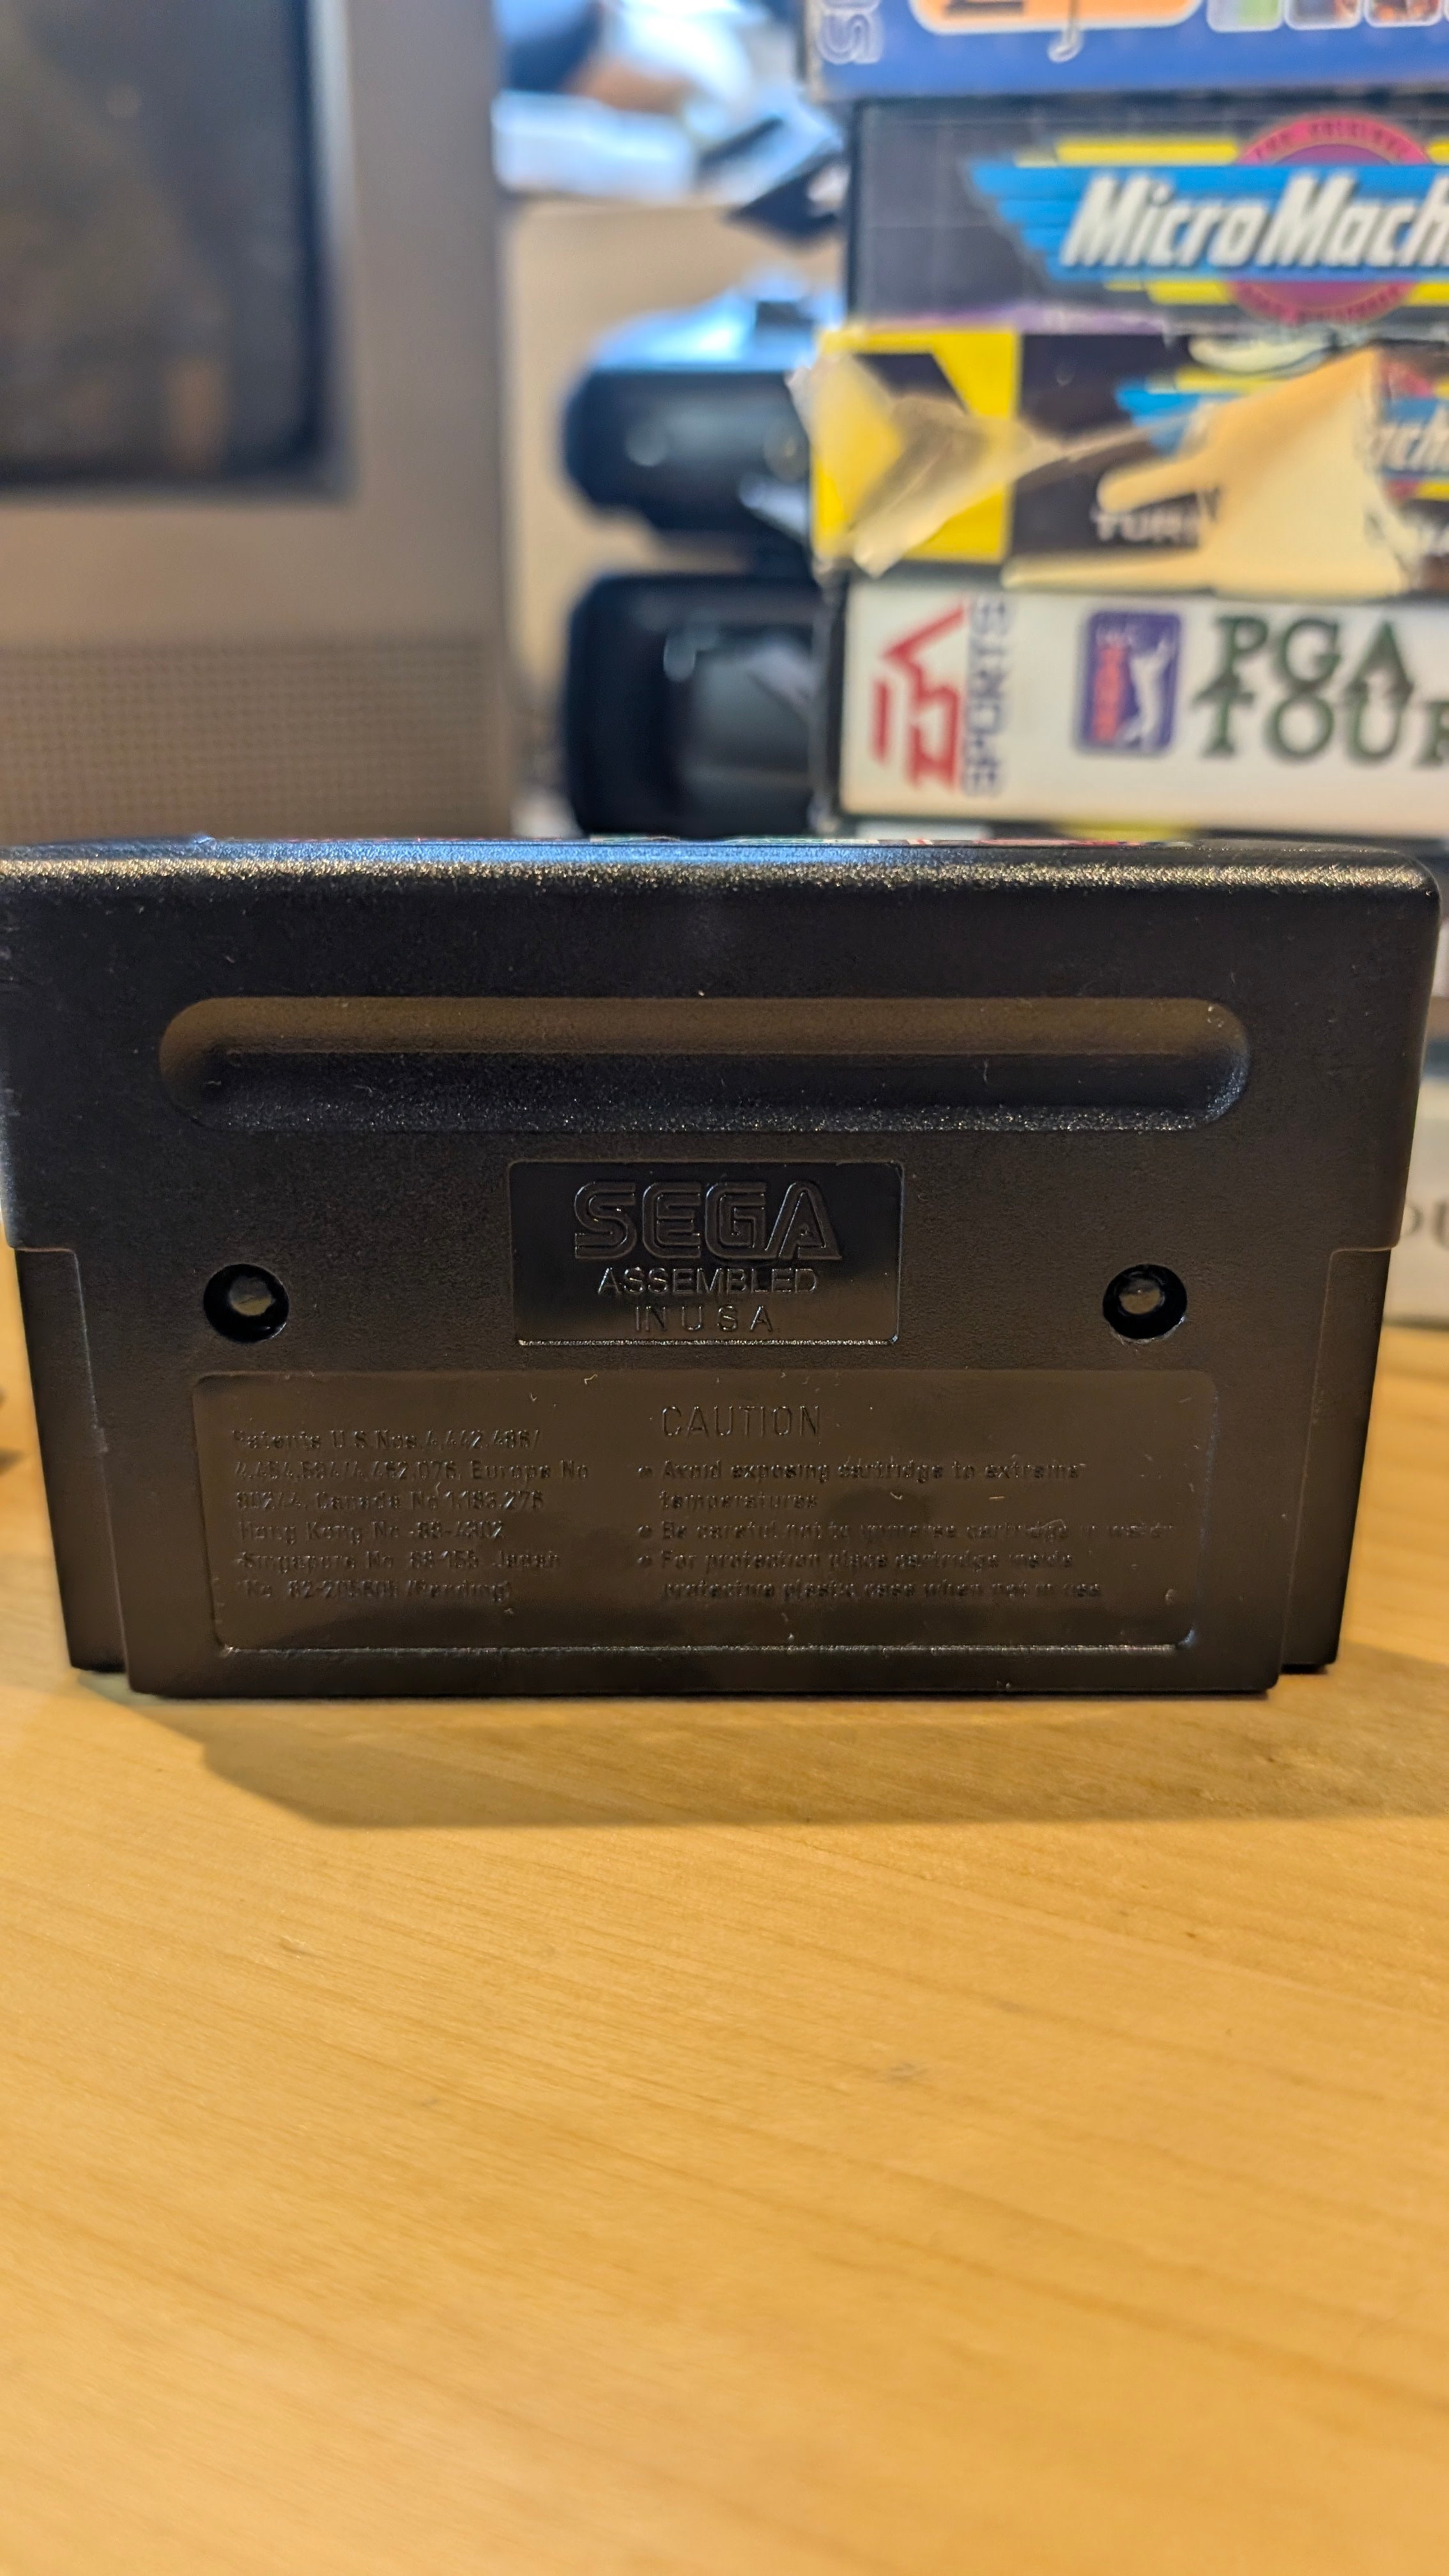 MicroMach
TUR
SPORTS
PGA
TOUR
SEGA
ASSEMBLED
IN U S A
Patents U S Nos. 4,442,486/
4,454,594/4,462,076, Europe No
80244, Canada No 1,183,276
Hong Kong No 88-4302
Singapore No 88-155, Japan
No 82-205605 (Pending)
CAUTION
• Avoid exposing cartridge to extreme
temperatures
• Be careful not to immerse cartridge in water
• For protection place cartridge inside
protective plastic case when not in use